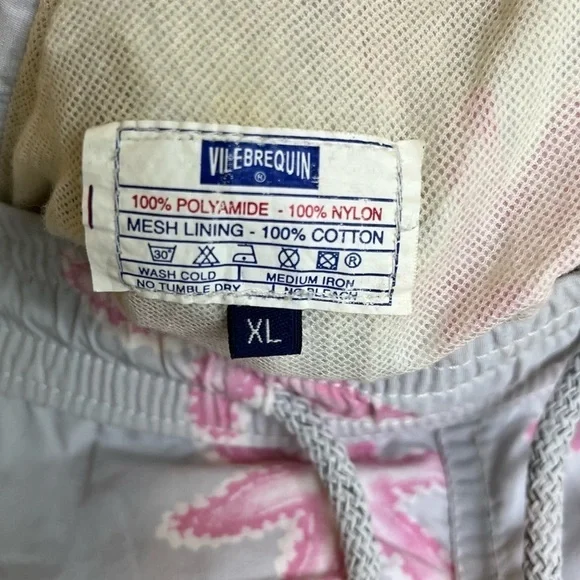 VILEBREQUIN
®
100% POLYAMIDE - 100% NYLON
MESH LINING - 100% COTTON
30° ®
WASH COLD MEDIUM IRON
NO TUMBLE DRY NO BLEACH
XL